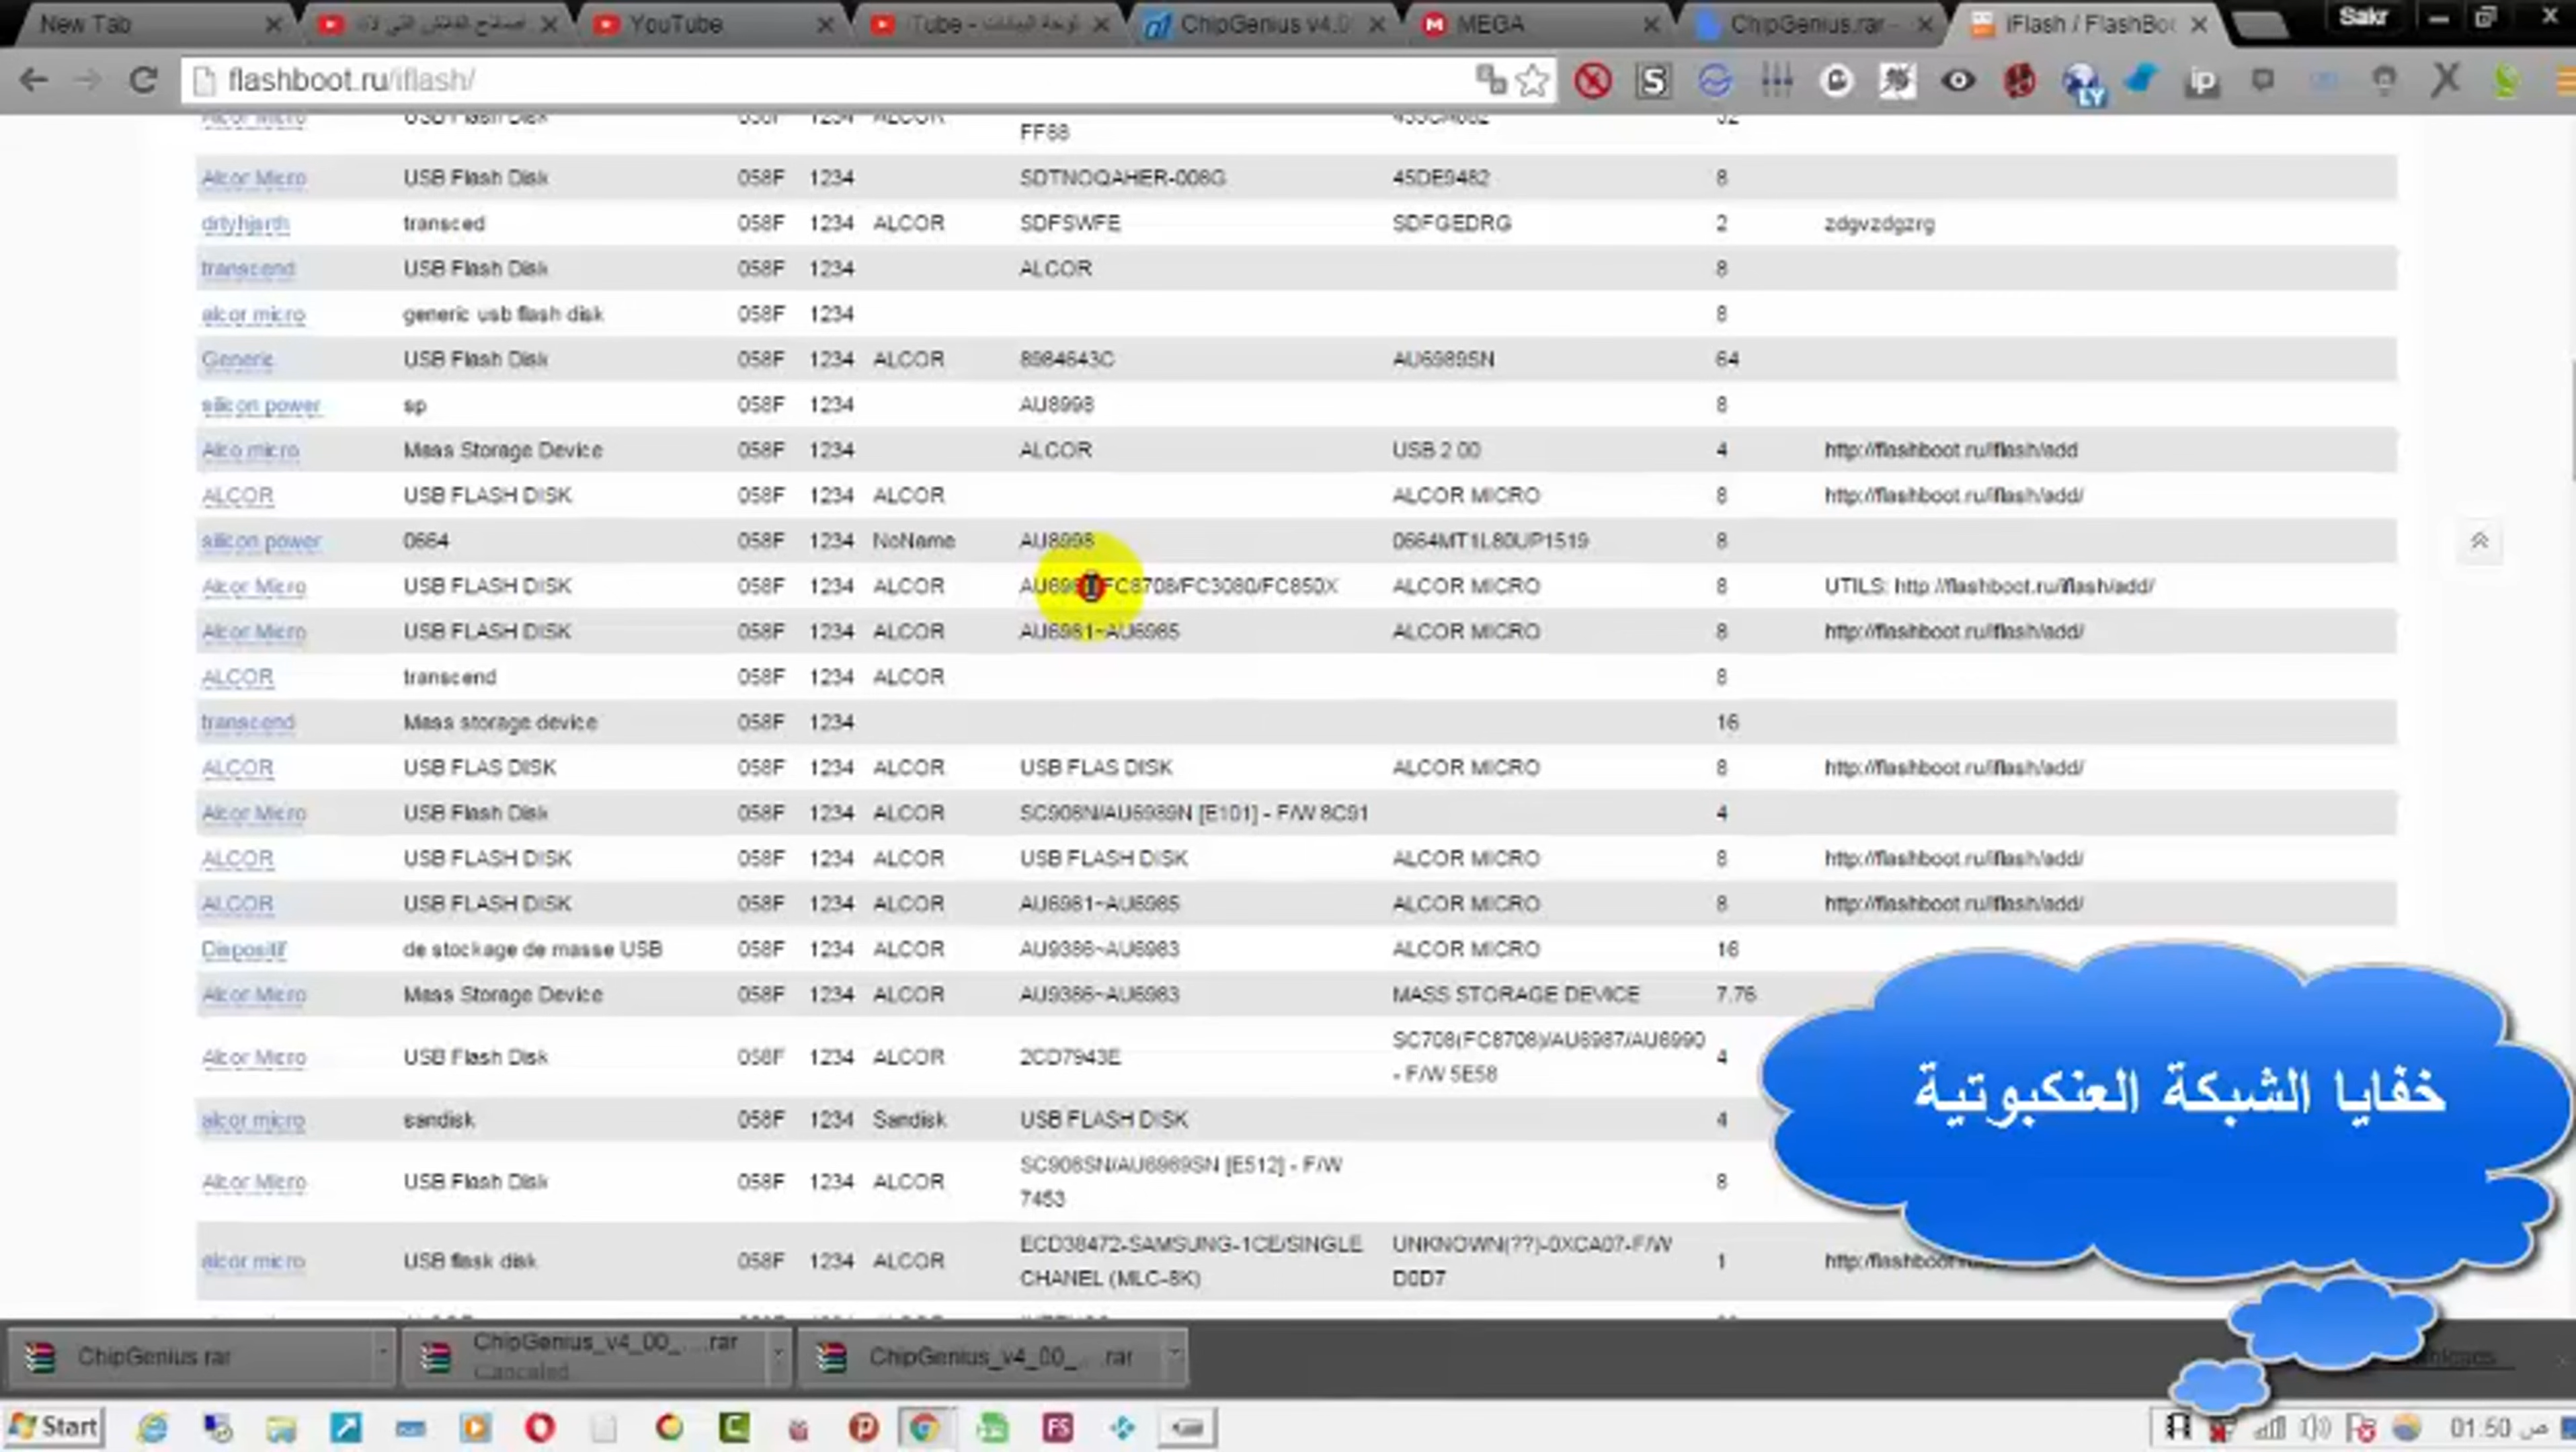 New Tab
YouTube
ChipGenius v4.0
MEGA
ChipGenius.rar -
iFlash / FlashBoot
Sakr
flashboot.ru/iflash/
FF68
Alcor Micro USB Flash Disk 058F 1234 SDTNOQAHER-008G 45DE9482 8
drtyhjsrth transced 058F 1234 ALCOR SDFSWFE SDFGEDRG 2 zdgvzdgzrg
transcend USB Flash Disk 058F 1234 ALCOR 8
alcor micro generic usb flash disk 058F 1234 8
Generic USB Flash Disk 058F 1234 ALCOR 8984643C AU6989SN 64
silicon power sp 058F 1234 AU8998 8
Alco micro Mass Storage Device 058F 1234 ALCOR USB 2 00 4 http://flashboot.ru/iflash/add
ALCOR USB FLASH DISK 058F 1234 ALCOR ALCOR MICRO 8 http://flashboot.ru/iflash/add/
silicon power 0664 058F 1234 NoName AU8998 0664MT1L80UP1519 8
Alcor Micro USB FLASH DISK 058F 1234 ALCOR FC8708/FC3080/FC850X ALCOR MICRO 8 UTILS: http://flashboot.ru/iflash/add/
Alcor Micro USB FLASH DISK 058F 1234 ALCOR AU6981~AU6985 ALCOR MICRO 8 http://flashboot.ru/iflash/add/
ALCOR transcend 058F 1234 ALCOR 8
transcend Mass storage device 058F 1234 16
ALCOR USB FLAS DISK 058F 1234 ALCOR USB FLAS DISK ALCOR MICRO 8 http://flashboot.ru/iflash/add/
Alcor Micro USB Flash Disk 058F 1234 ALCOR SC908N/AU6989N [E101] - F/W 8C91 4
ALCOR USB FLASH DISK 058F 1234 ALCOR USB FLASH DISK ALCOR MICRO 8 http://flashboot.ru/iflash/add/
ALCOR USB FLASH DISK 058F 1234 ALCOR AU6981~AU6985 ALCOR MICRO 8 http://flashboot.ru/iflash/add/
Dispositif de stockage de masse USB 058F 1234 ALCOR AU9386~AU6983 ALCOR MICRO 16
Alcor Micro Mass Storage Device 058F 1234 ALCOR AU9386~AU6983 MASS STORAGE DEVICE 7.76
Alcor Micro USB Flash Disk 058F 1234 ALCOR 2CD7943E SC708(FC8708)/AU6987/AU6990 4
- F/W 5E58
alcor micro sandisk 058F 1234 Sandisk USB FLASH DISK 4
Alcor Micro USB Flash Disk 058F 1234 ALCOR SC908SN/AU6989SN [E512] - F/W 8
7453
alcor micro USB flask disk 058F 1234 ALCOR ECD38472-SAMSUNG-1CE/SINGLE UNKNOWN(??)-0XCA07-F/W 1
CHANEL (MLC-8K) D0D7
خفايا الشبكة العنكبوتية
ChipGenius rar
ChipGenius_v4_00_....rar
Canceled
ChipGenius_v4_00_....rar
Start
01:50 ص